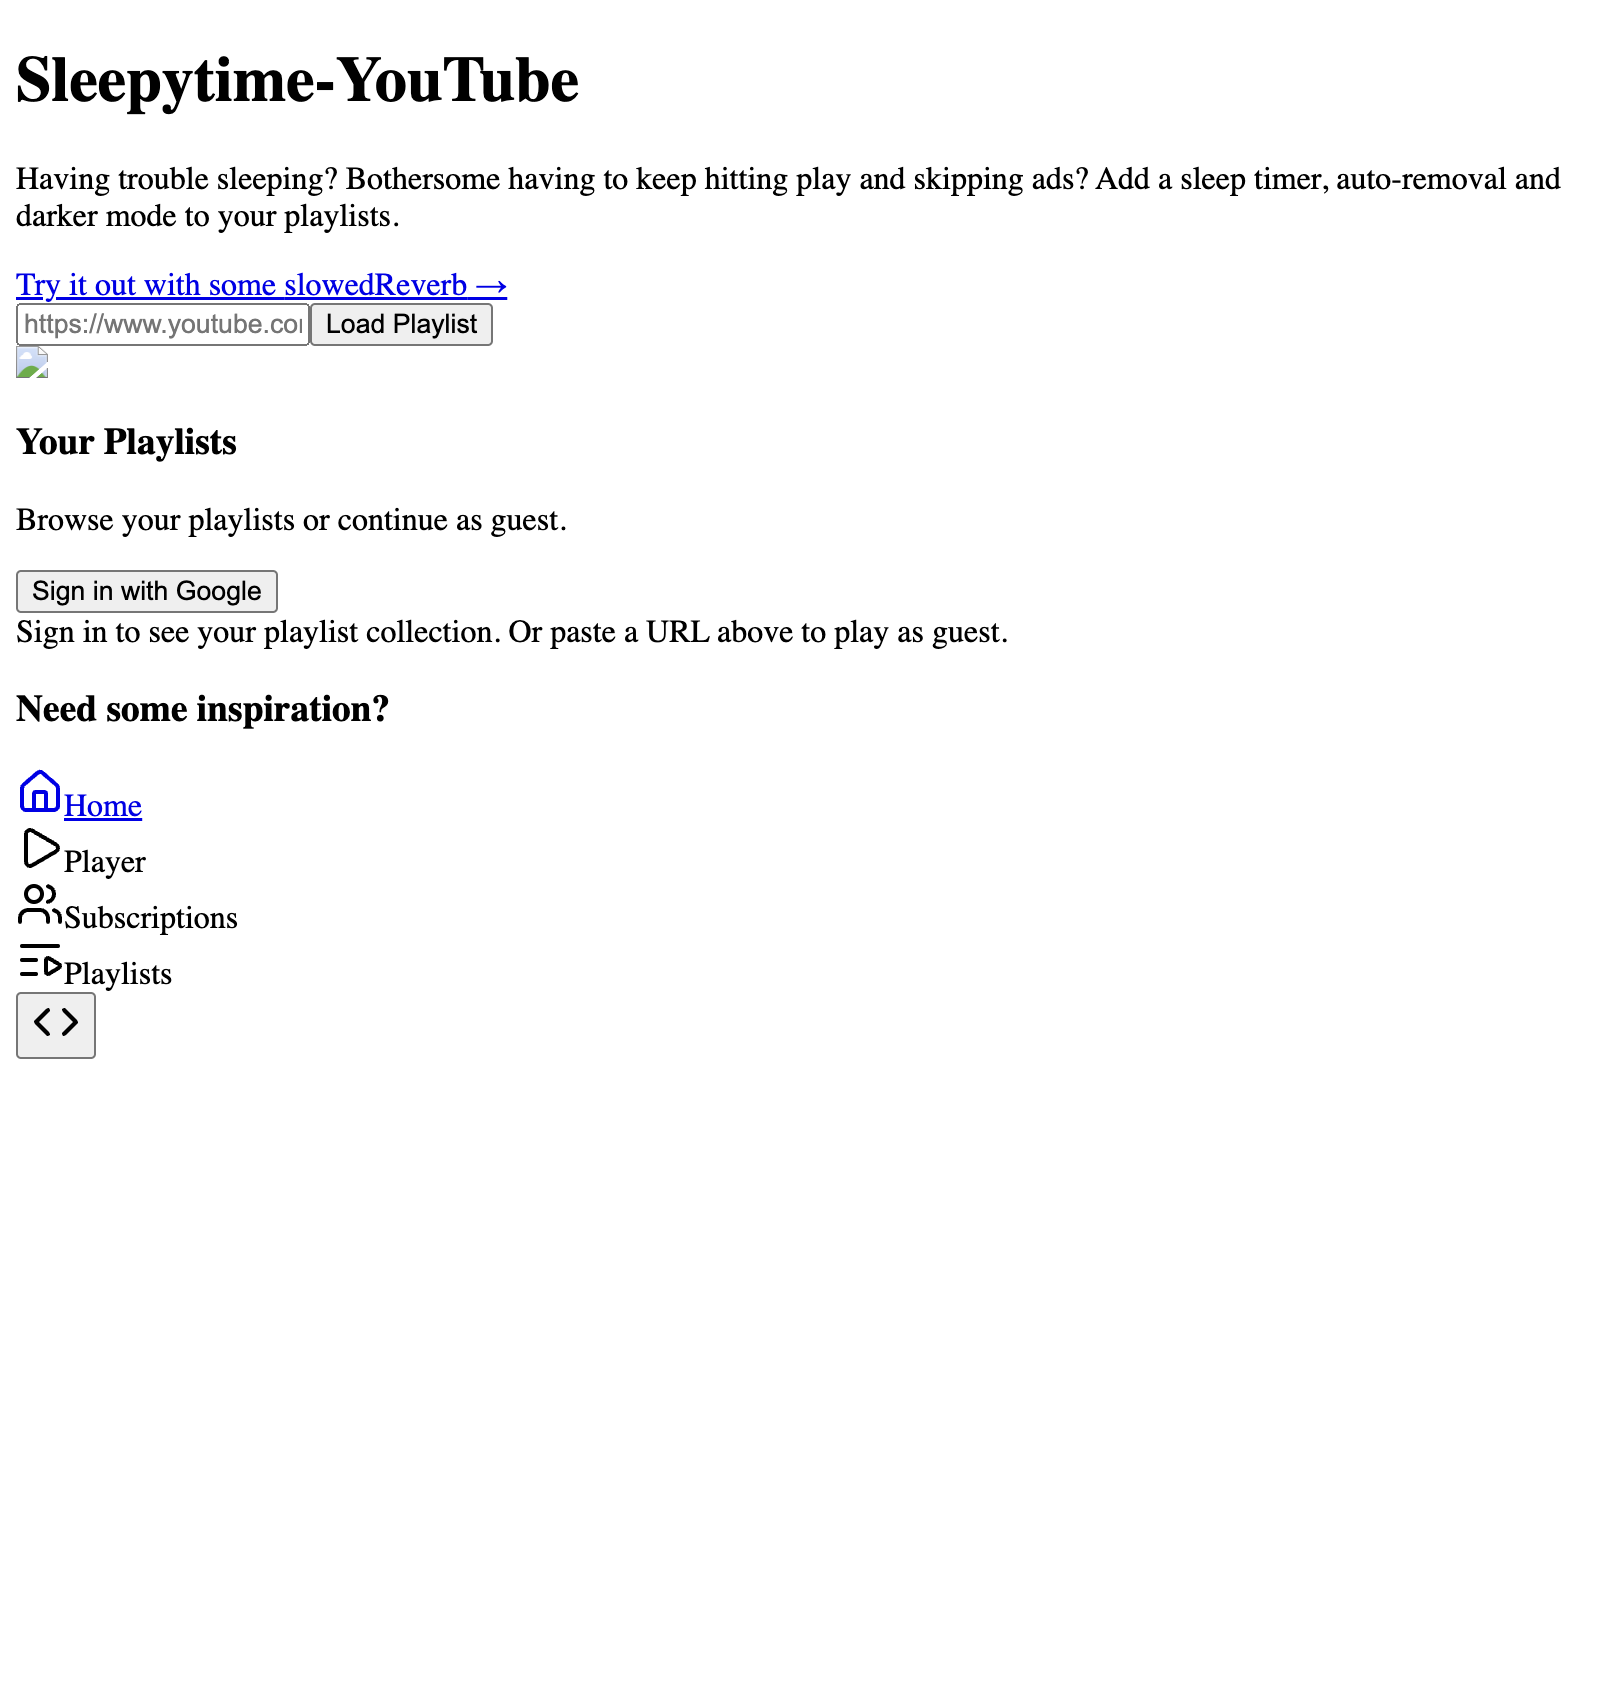 Sleepytime-YouTube
Having trouble sleeping? Bothersome having to keep hitting play and skipping ads? Add a sleep timer, auto-removal and
darker mode to your playlists.
Try it out with some slowedReverb →
https://www.youtube.co
Load Playlist
Your Playlists
Browse your playlists or continue as guest.
Sign in with Google
Sign in to see your playlist collection. Or paste a URL above to play as guest.
Need some inspiration?
Home
Player
Subscriptions
Playlists